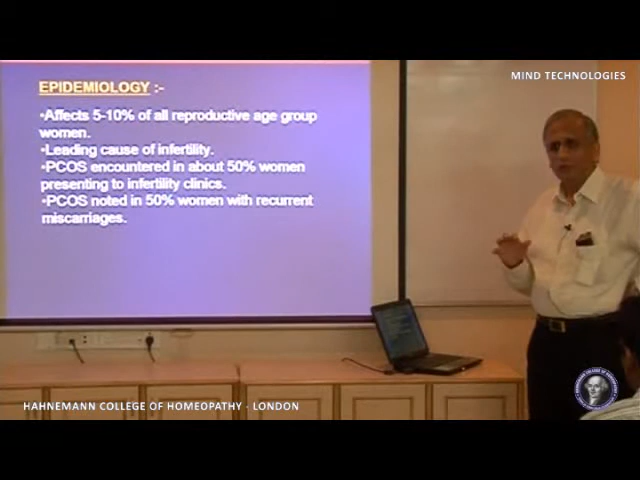 MIND TECHNOLOGIES
EPIDEMIOLOGY :-
•Affects 5-10% of all reproductive age group
women.
•Leading cause of infertility.
•PCOS encountered in about 50% women
presenting to infertility clinics.
•PCOS noted in 50% women with recurrent
miscarriages.
HAHNEMANN COLLEGE OF HOMEOPATHY - LONDON